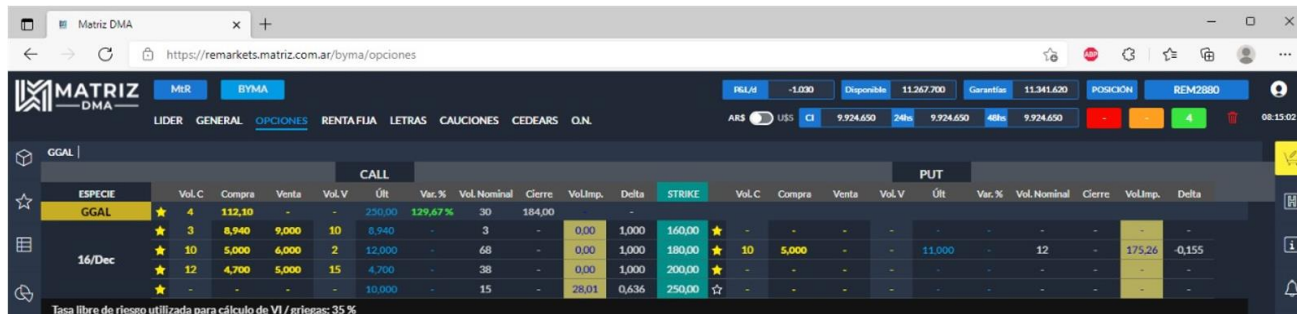 Matriz DMA
https://remarkets.matriz.com.ar/byma/opciones
MATRIZ DMA MtR BYMA P&L/d -1.030 Disponible 11.267.700 Garantías 11.341.620 POSICIÓN REM2880
LIDER GENERAL OPCIONES RENTA FIJA LETRAS CAUCIONES CEDEARS O.N. ARS U$S CI 9.924.650 24hs 9.924.650 48hs 9.924.650 - - 4 08:15:02
GGAL
CALL PUT
ESPECIE Vol. C Compra Venta Vol. V Últ Var. % Vol. Nominal Cierre Vol.Imp. Delta STRIKE Vol. C Compra Venta Vol. V Últ Var. % Vol. Nominal Cierre Vol.Imp. Delta
GGAL 4 112,10 - - 250,00 129,67 % 30 184,00 - -
3 8,940 9,000 10 8,940 - 3 - 0,00 1,000 160,00 - - - - - - - - - -
16/Dec 10 5,000 6,000 2 12,000 - 68 - 0,00 1,000 180,00 10 5,000 - - 11,000 - 12 - 175,26 -0,155
12 4,700 5,000 15 4,700 - 38 - 0,00 1,000 200,00 - - - - - - - - - -
- - - - 10,000 - 15 - 28,01 0,636 250,00 - - - - - - - - - -
Tasa libre de riesgo utilizada para cálculo de VI / griegas: 35 %